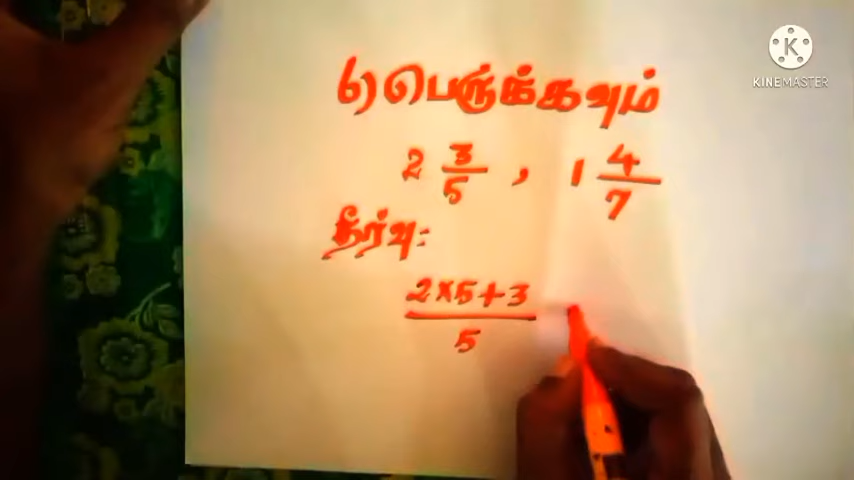 6) பெருக்கவும்
2 3/5 , 1 4/7
தீர்வு:
2×5+3
5
K
KINEMASTER